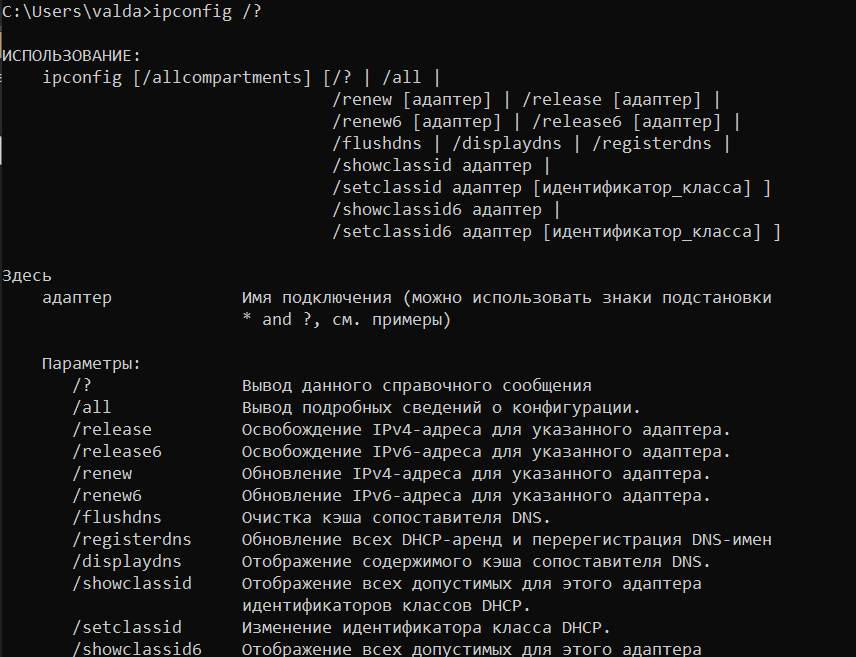 C:\Users\valda>ipconfig /?
ИСПОЛЬЗОВАНИЕ:
ipconfig [/allcompartments] [/? | /all |
/renew [адаптер] | /release [адаптер] |
/renew6 [адаптер] | /release6 [адаптер] |
/flushdns | /displaydns | /registerdns |
/showclassid адаптер |
/setclassid адаптер [идентификатор_класса] ]
/showclassid6 адаптер |
/setclassid6 адаптер [идентификатор_класса] ]
Здесь
адаптер Имя подключения (можно использовать знаки подстановки
* and ?, см. примеры)
Параметры:
/? Вывод данного справочного сообщения
/all Вывод подробных сведений о конфигурации.
/release Освобождение IPv4-адреса для указанного адаптера.
/release6 Освобождение IPv6-адреса для указанного адаптера.
/renew Обновление IPv4-адреса для указанного адаптера.
/renew6 Обновление IPv6-адреса для указанного адаптера.
/flushdns Очистка кэша сопоставителя DNS.
/registerdns Обновление всех DHCP-аренд и перерегистрация DNS-имен
/displaydns Отображение содержимого кэша сопоставителя DNS.
/showclassid Отображение всех допустимых для этого адаптера
идентификаторов классов DHCP.
/setclassid Изменение идентификатора класса DHCP.
/showclassid6 Отображение всех допустимых для этого адаптера